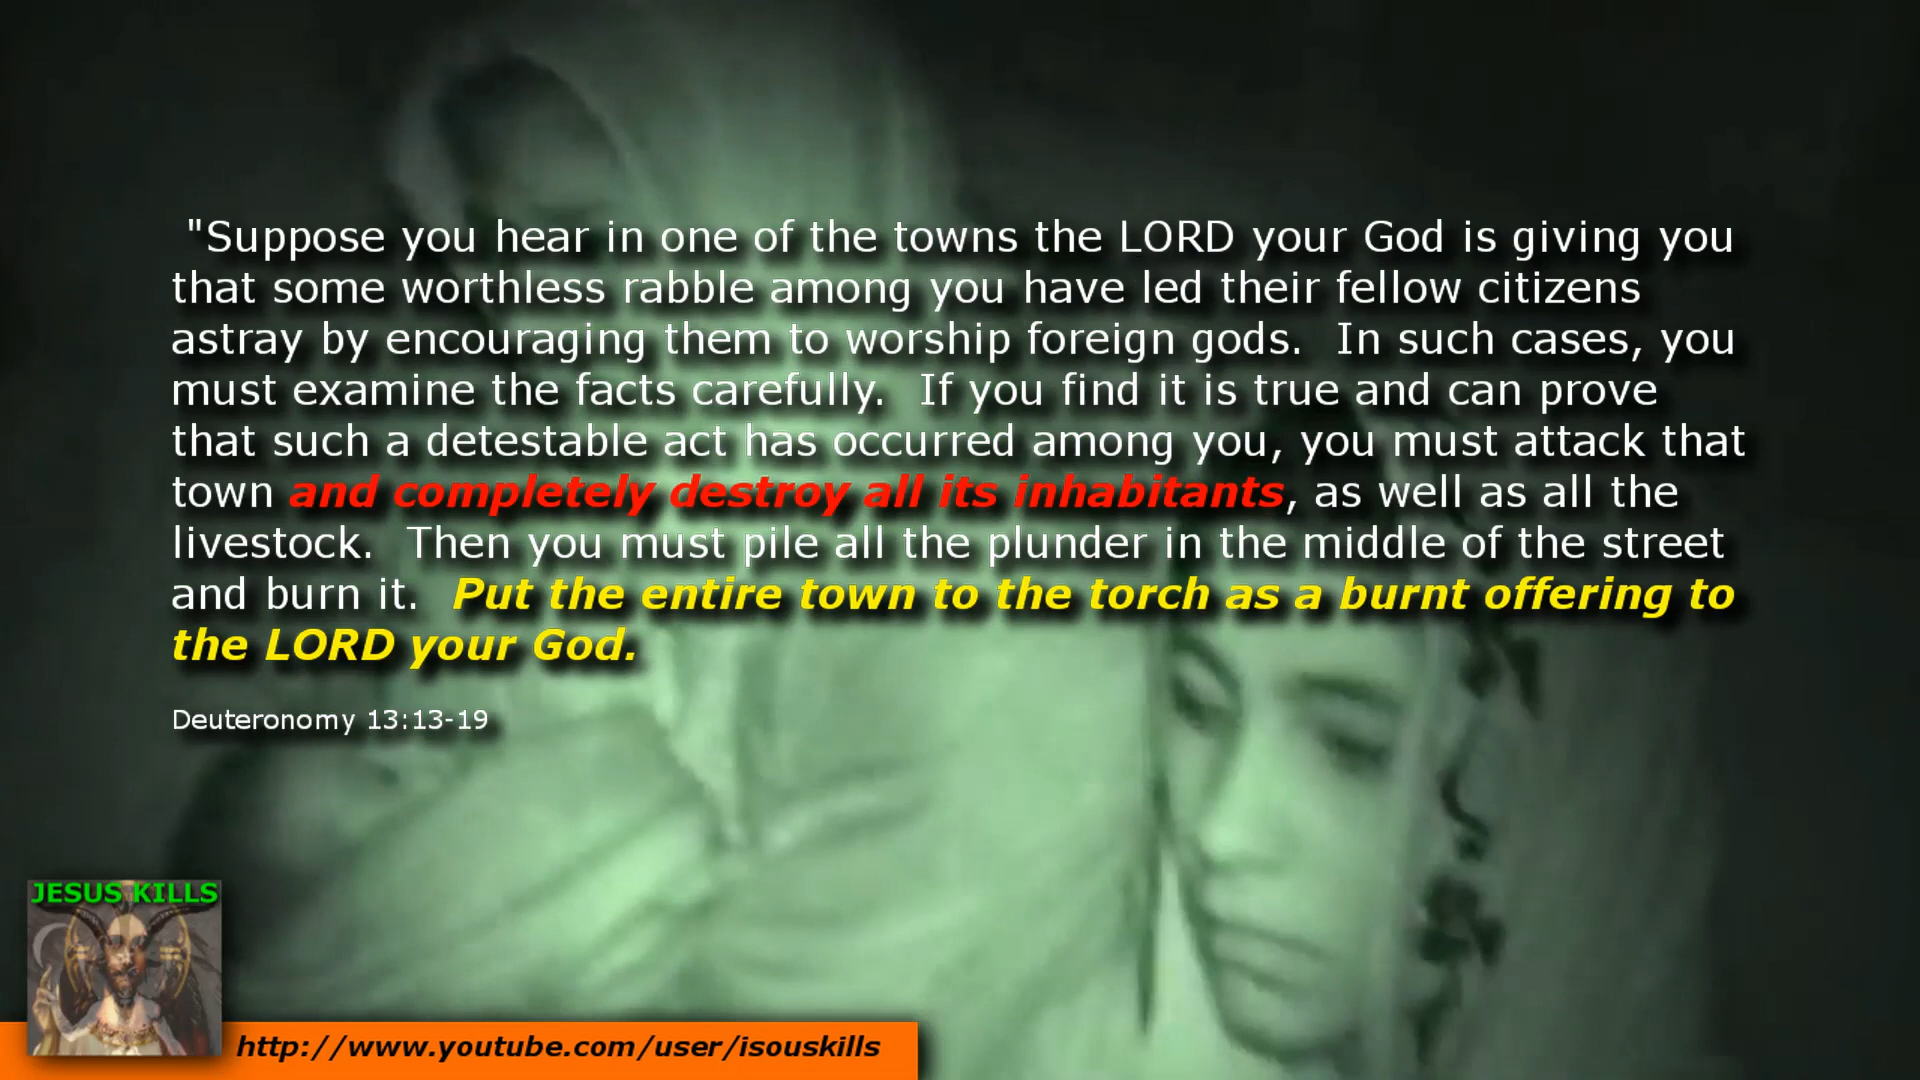 "Suppose you hear in one of the towns the LORD your God is giving you
that some worthless rabble among you have led their fellow citizens
astray by encouraging them to worship foreign gods.  In such cases, you
must examine the facts carefully.  If you find it is true and can prove
that such a detestable act has occurred among you, you must attack that
town and completely destroy all its inhabitants, as well as all the
livestock.  Then you must pile all the plunder in the middle of the street
and burn it.  Put the entire town to the torch as a burnt offering to
the LORD your God.
Deuteronomy 13:13-19
JESUS KILLS
http://www.youtube.com/user/isouskills